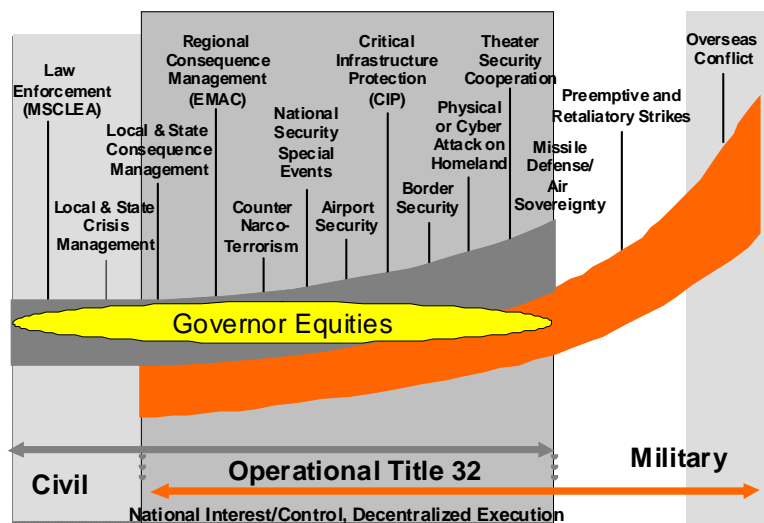 Law
Enforcement
(MSCLEA)
Local & State
Crisis
Management
Local & State
Consequence
Management
Regional
Consequence
Management
(EMAC)
Counter
Narco-
Terrorism
National
Security
Special
Events
Airport
Security
Critical
Infrastructure
Protection
(CIP)
Border
Security
Physical
or Cyber
Attack on
Homeland
Theater
Security
Cooperation
Missile
Defense/
Air
Sovereignty
Preemptive and
Retaliatory Strikes
Overseas
Conflict
Governor Equities
Civil
Operational Title 32
Military
National Interest/Control, Decentralized Execution